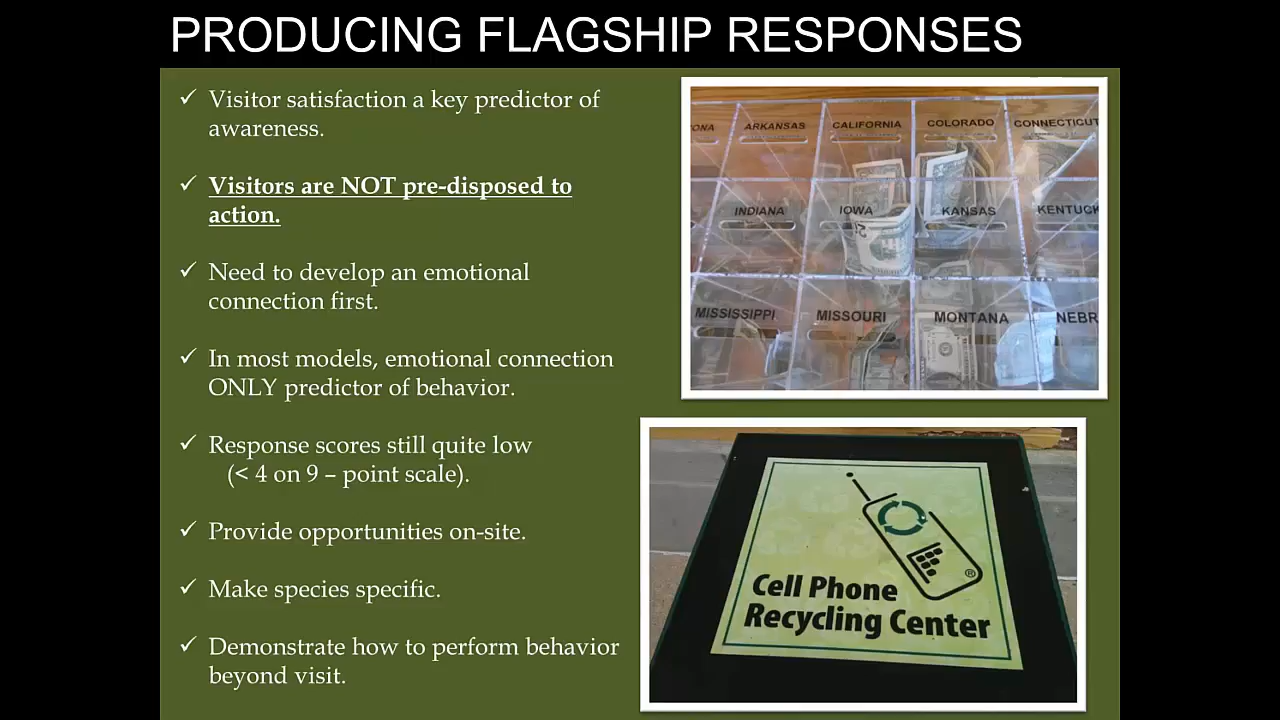 PRODUCING FLAGSHIP RESPONSES
✓ Visitor satisfaction a key predictor of
awareness.
✓ Visitors are NOT pre-disposed to
action.
✓ Need to develop an emotional
connection first.
✓ In most models, emotional connection
ONLY predictor of behavior.
✓ Response scores still quite low
(< 4 on 9 – point scale).
✓ Provide opportunities on-site.
✓ Make species specific.
✓ Demonstrate how to perform behavior
beyond visit.
ONA ARKANSAS CALIFORNIA COLORADO CONNECTICUT
INDIANA IOWA KANSAS KENTUCK
MISSISSIPPI MISSOURI MONTANA NEBR
Cell Phone
Recycling Center
®